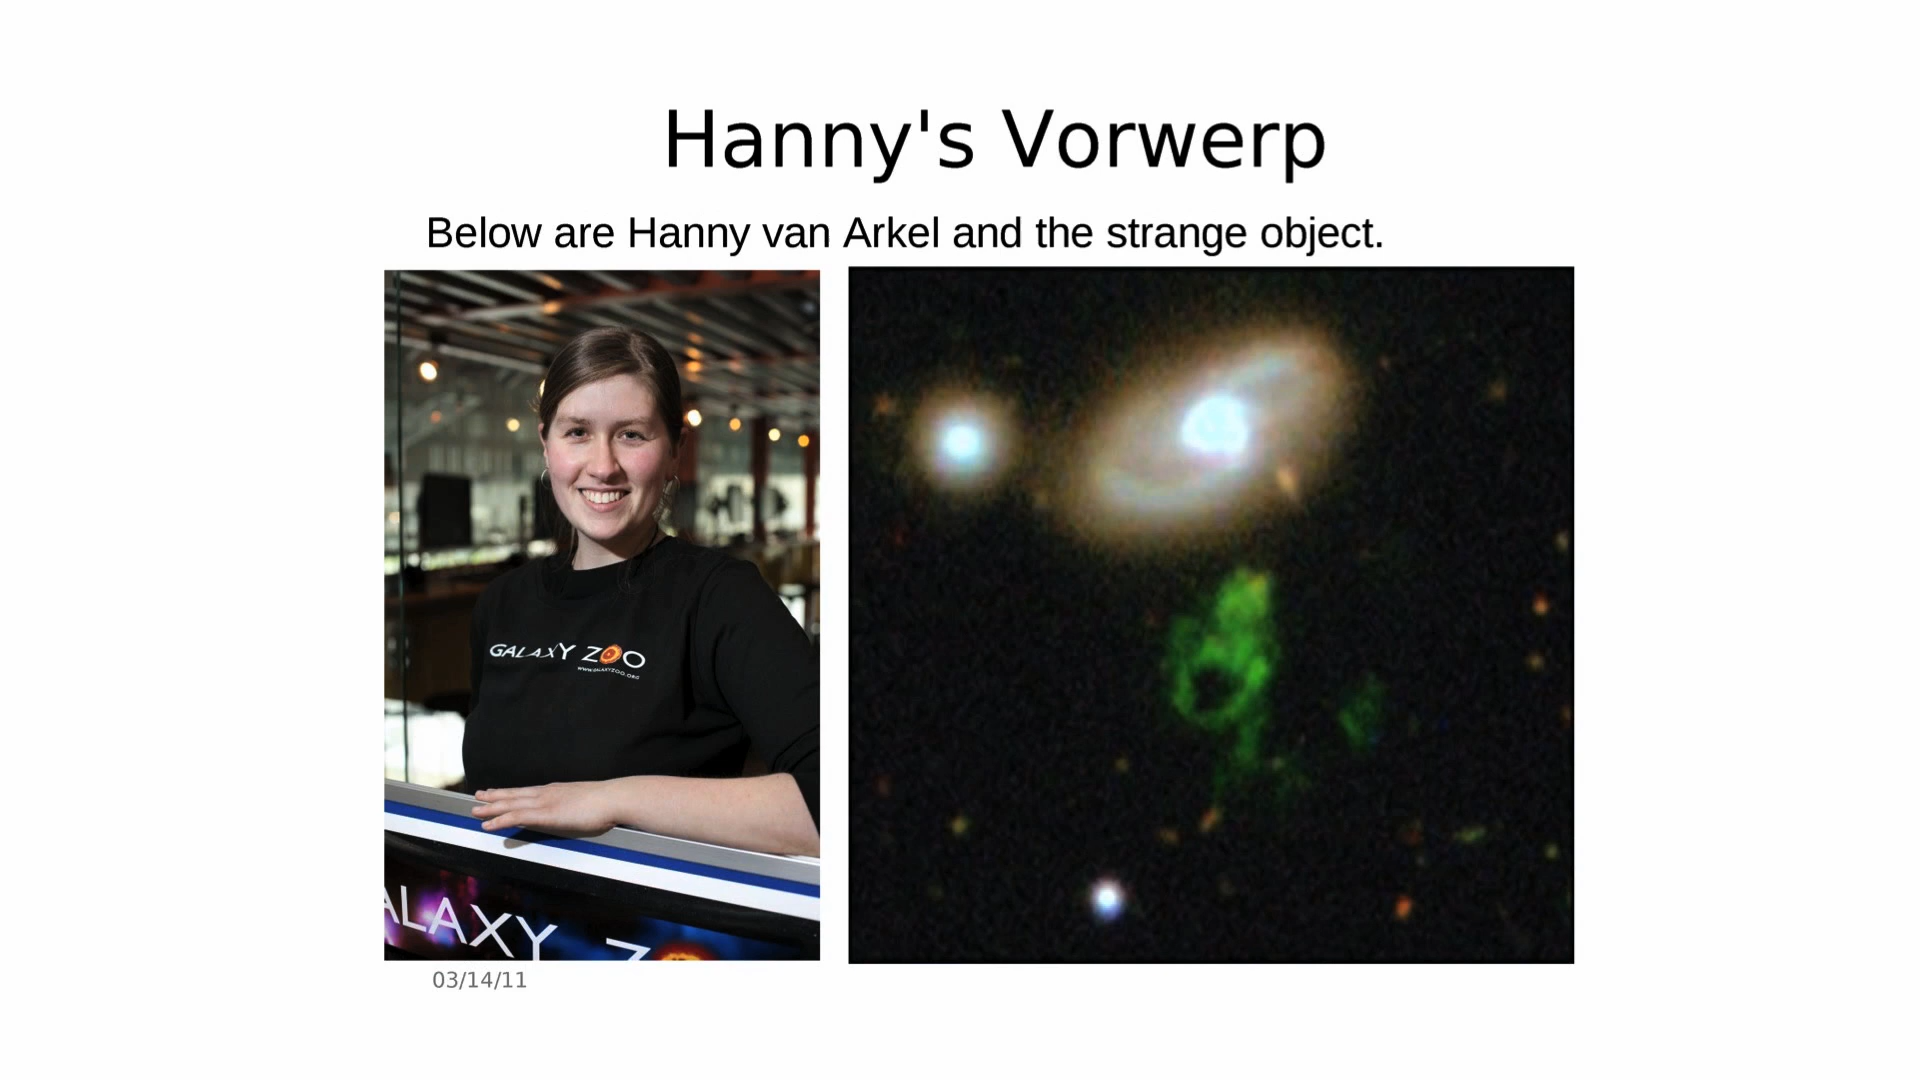 Hanny's Vorwerp
Below are Hanny van Arkel and the strange object.
GALAXY ZOO
WWW.GALAXYZOO.ORG
ALAXY Z
03/14/11